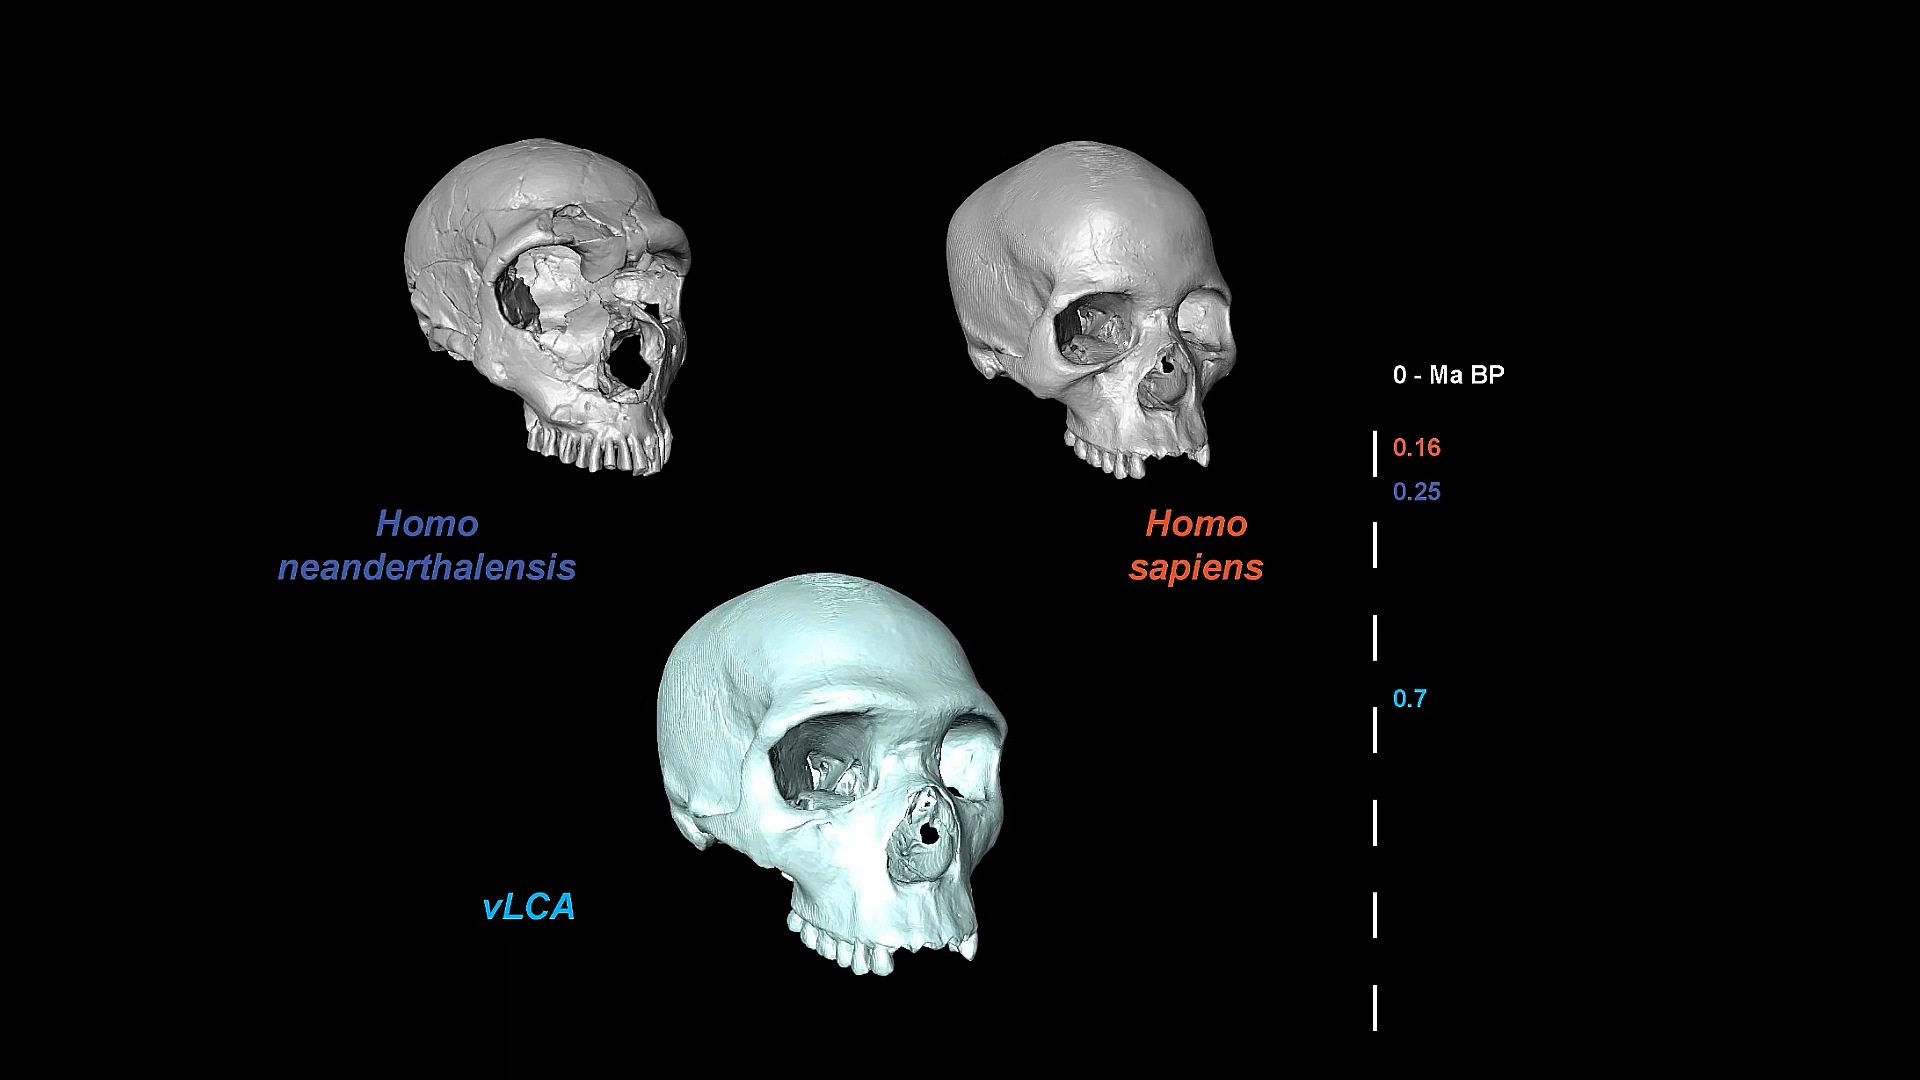 Homo
neanderthalensis
Homo
sapiens
vLCA
0 - Ma BP
0.16
0.25
0.7